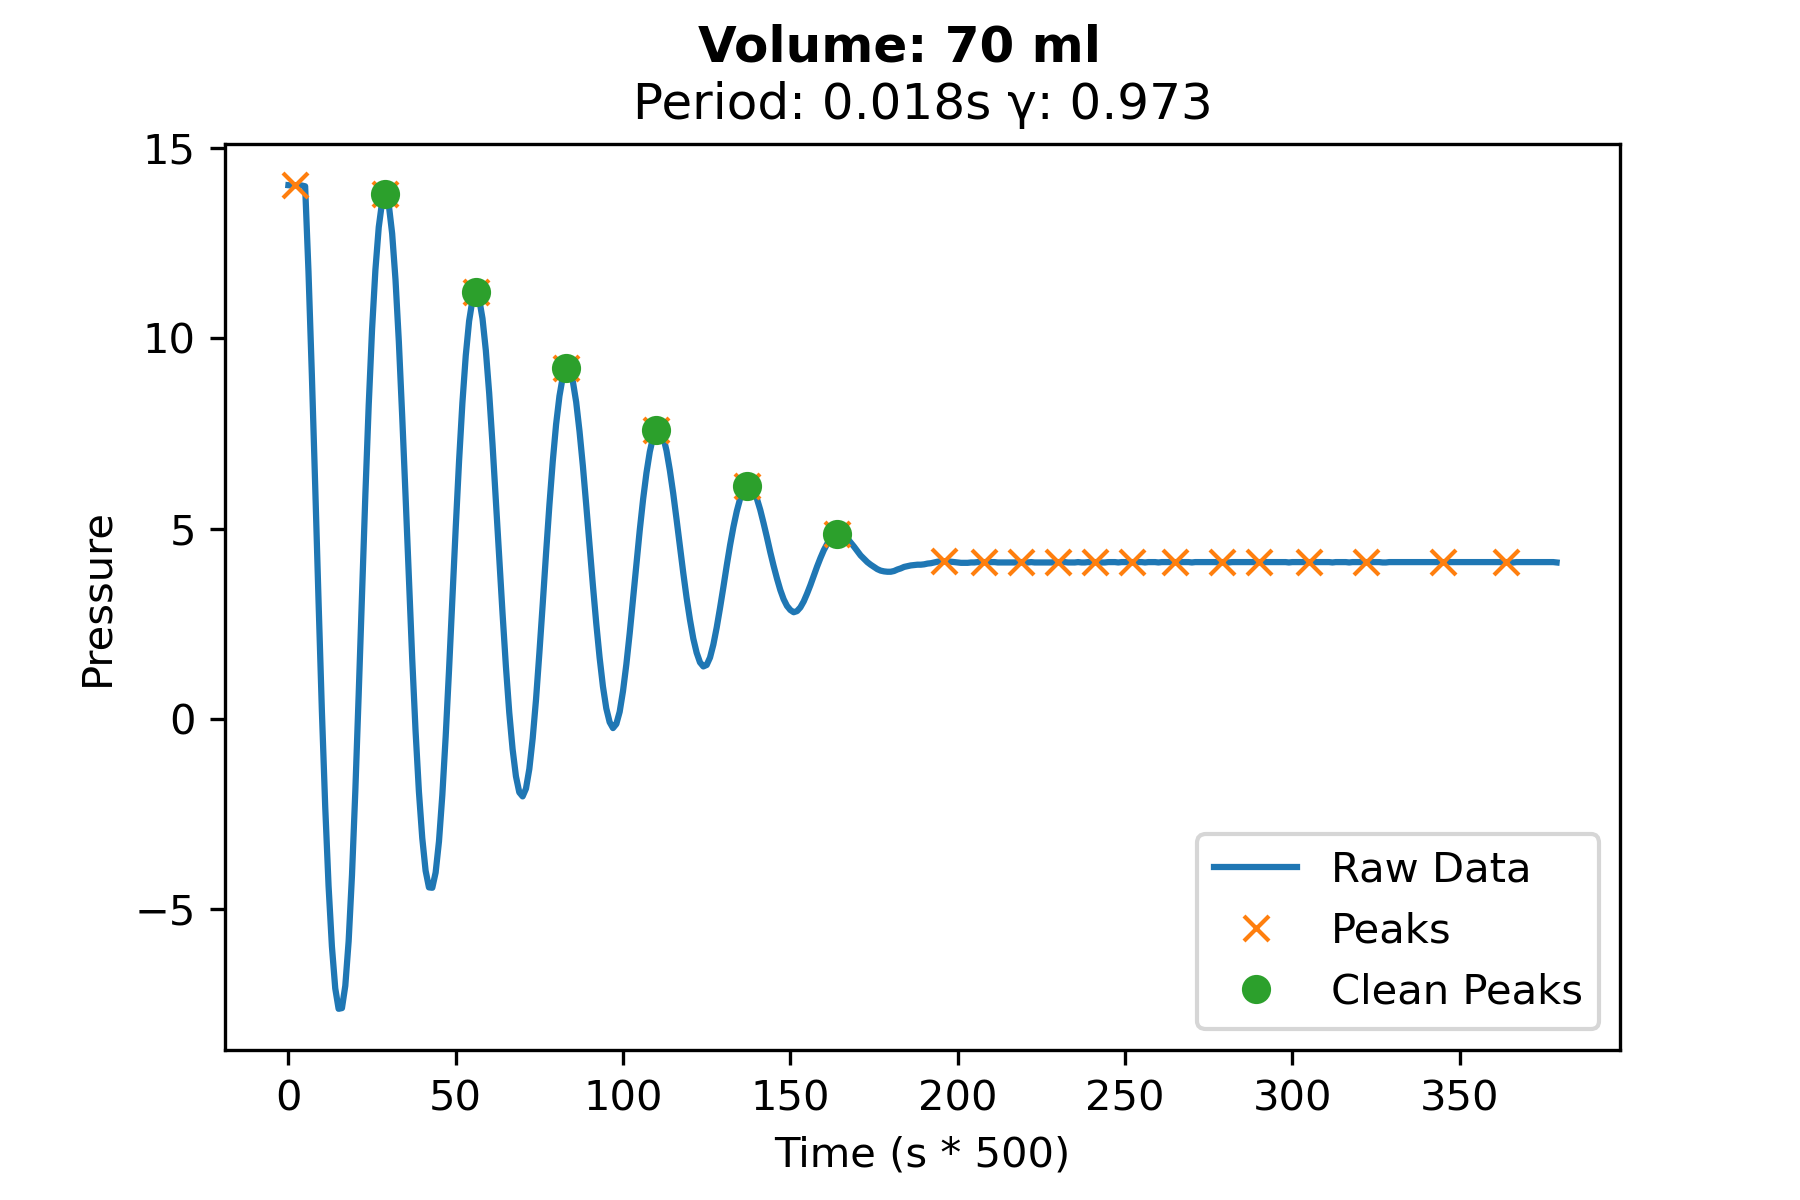 Volume: 70 ml
Period: 0.018s γ: 0.973
15
10
5
0
−5
Pressure
0 50 100 150 200 250 300 350
Time (s * 500)
Raw Data
Peaks
Clean Peaks